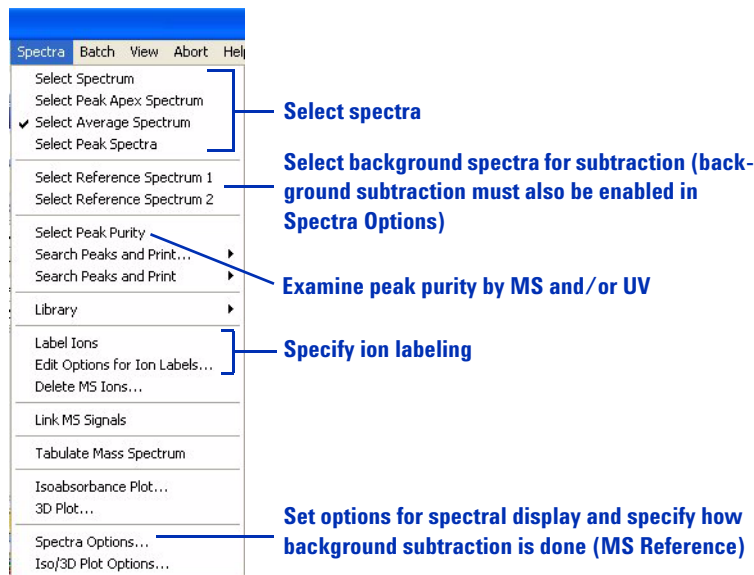 Spectra Batch View Abort Hel
Select Spectrum
Select Peak Apex Spectrum
Select Average Spectrum
Select Peak Spectra
Select spectra
Select Reference Spectrum 1
Select Reference Spectrum 2
Select background spectra for subtraction (back-
ground subtraction must also be enabled in
Spectra Options)
Select Peak Purity
Search Peaks and Print...
Search Peaks and Print
Examine peak purity by MS and/or UV
Library
Label Ions
Edit Options for Ion Labels...
Specify ion labeling
Delete MS Ions...
Link MS Signals
Tabulate Mass Spectrum
Isoabsorbance Plot...
3D Plot...
Spectra Options...
Iso/3D Plot Options...
Set options for spectral display and specify how
background subtraction is done (MS Reference)